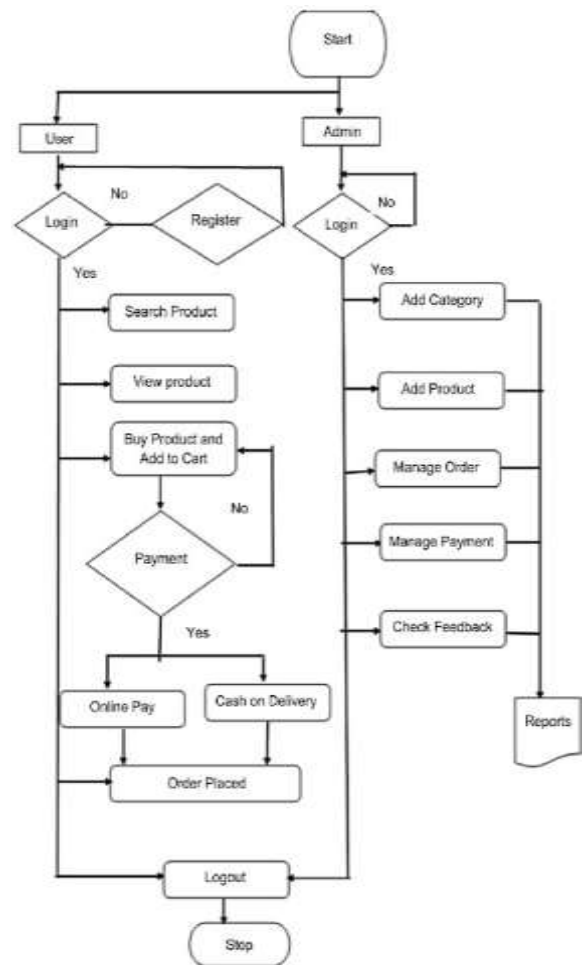 Start
User
Admin
No
Login
Register
No
Login
Yes
Yes
Search Product
Add Category
View product
Add Product
Buy Product and
Add to Cart
Manage Order
No
Payment
Manage Payment
Yes
Check Feedback
Online Pay
Cash on Delivery
Reports
Order Placed
Logout
Stop